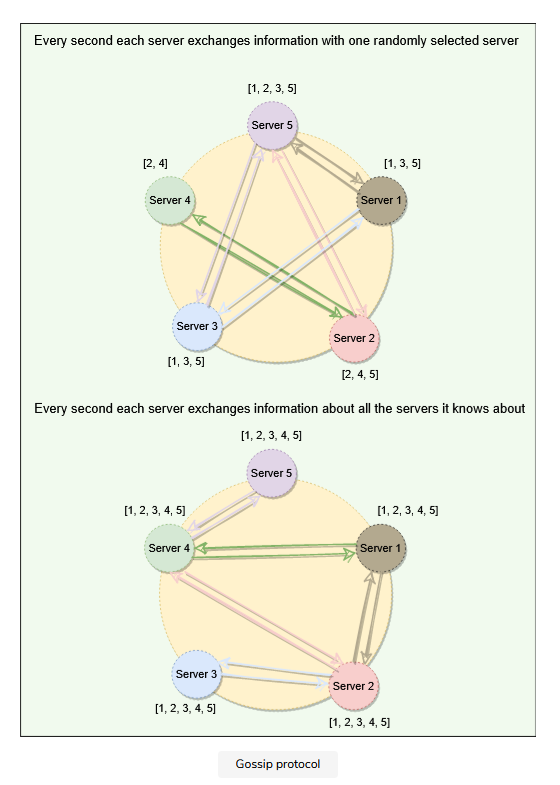 Every second each server exchanges information with one randomly selected server
[1, 2, 3, 5]
Server 5
[2, 4]
[1, 3, 5]
Server 4
Server 1
Server 3
Server 2
[1, 3, 5]
[2, 4, 5]
Every second each server exchanges information about all the servers it knows about
[1, 2, 3, 4, 5]
Server 5
[1, 2, 3, 4, 5]
[1, 2, 3, 4, 5]
Server 4
Server 1
Server 3
Server 2
[1, 2, 3, 4, 5]
[1, 2, 3, 4, 5]
Gossip protocol